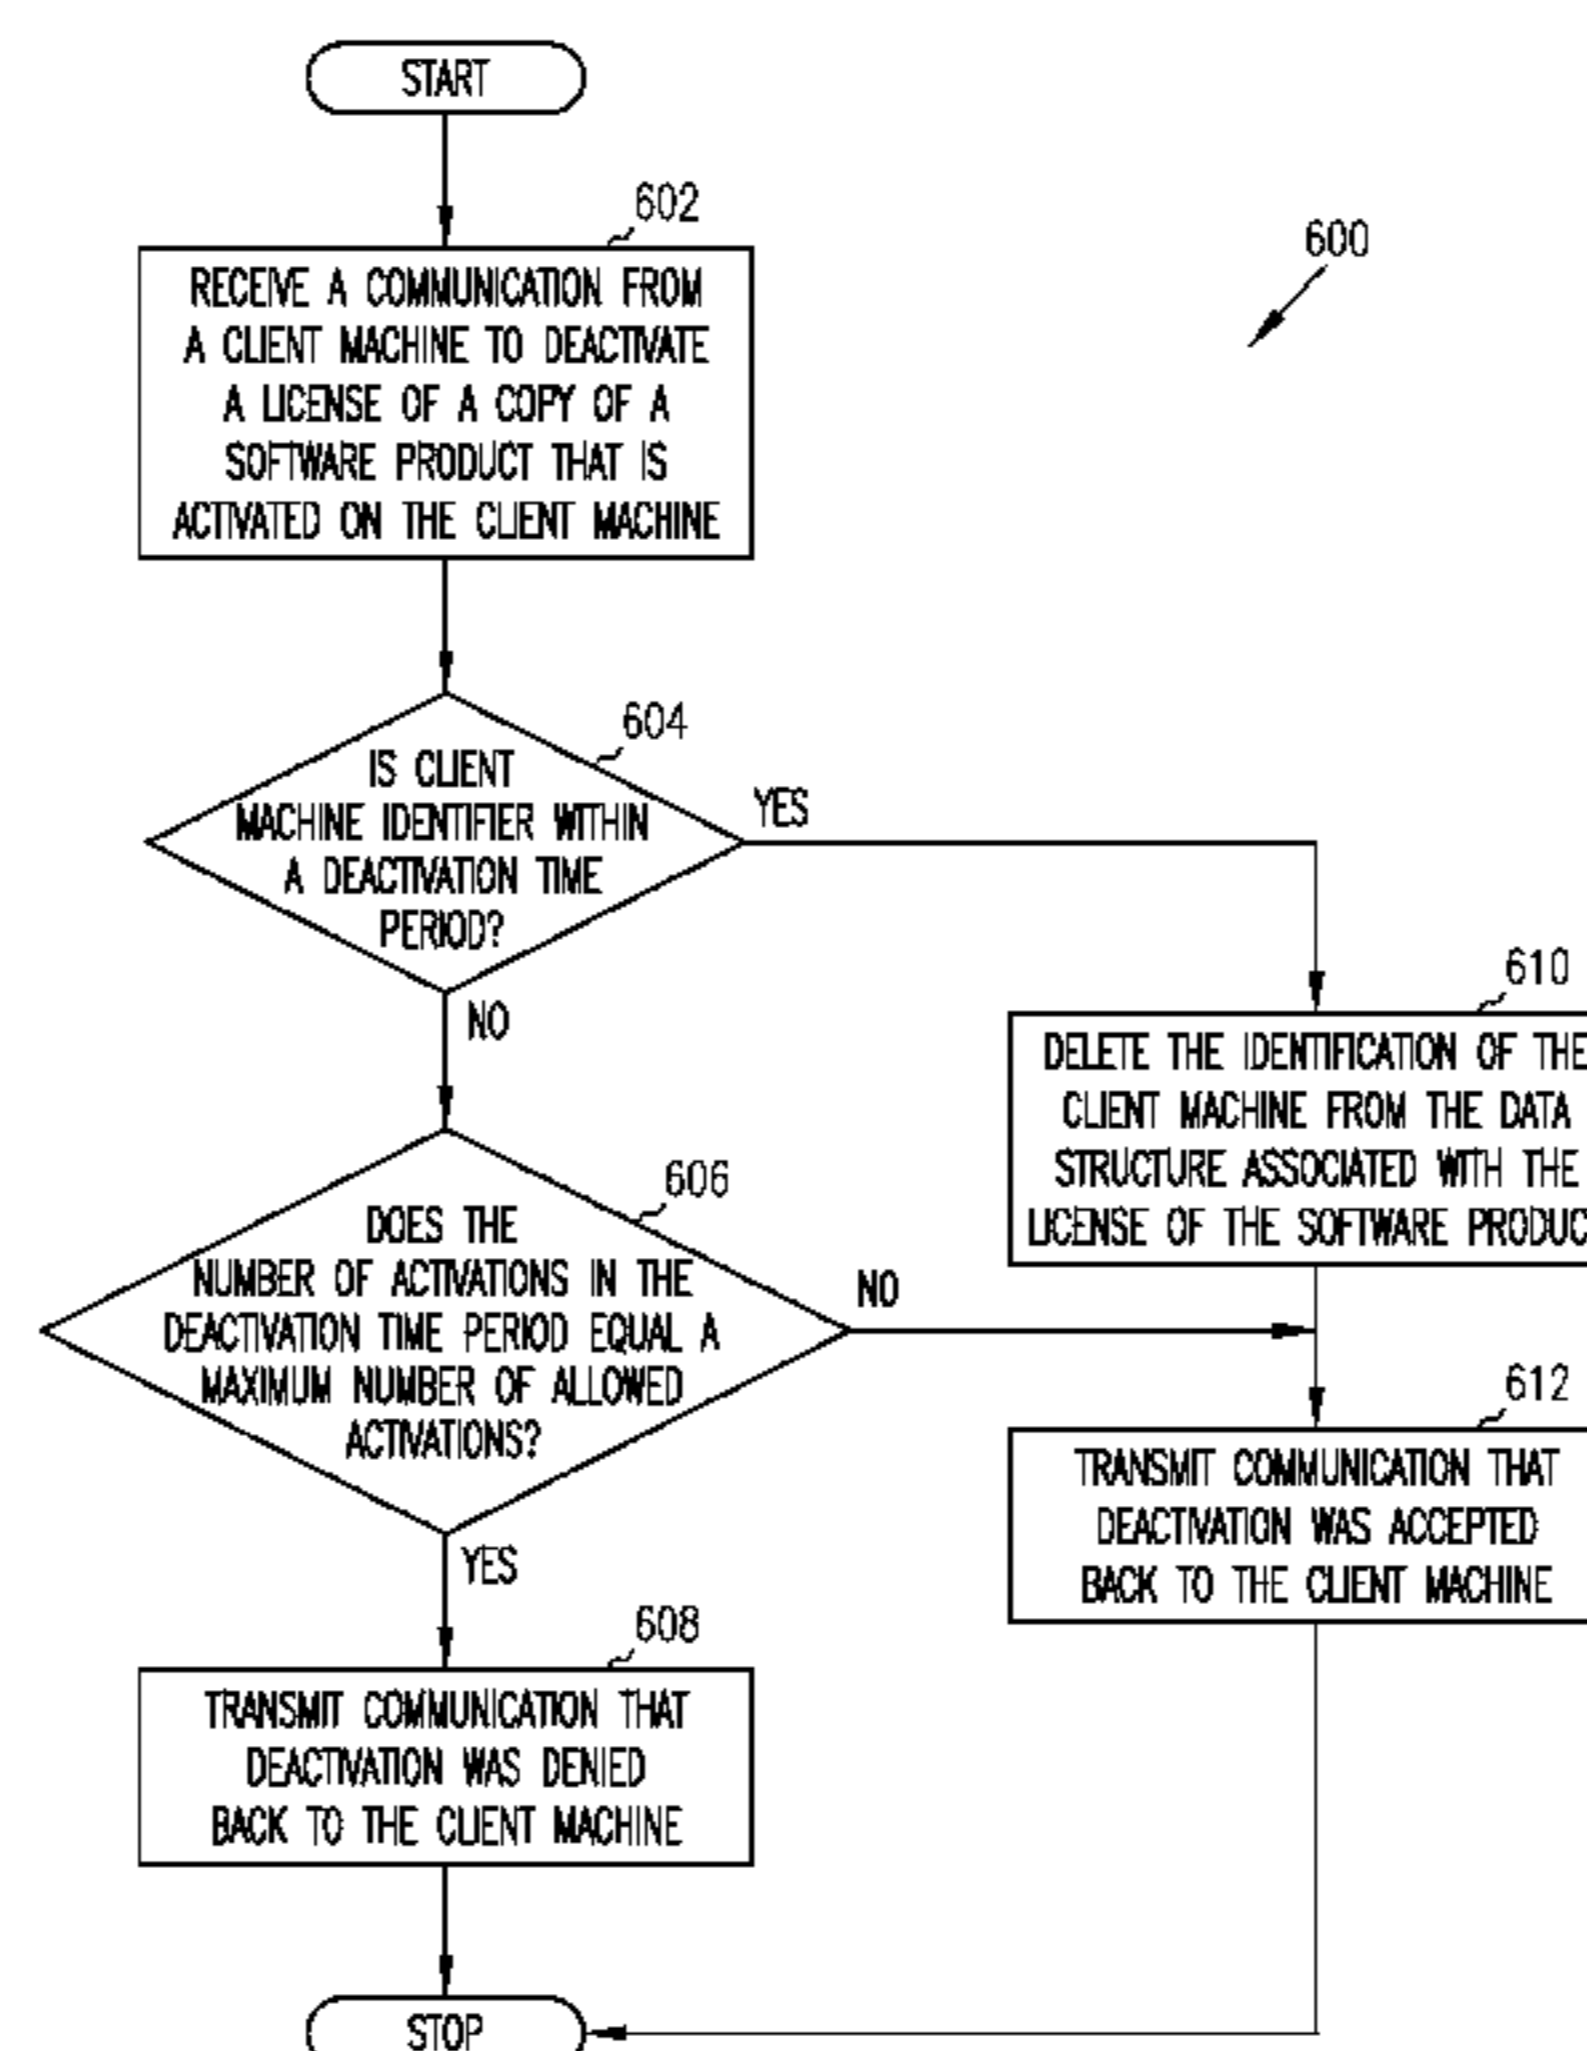 START
602
RECEIVE A COMMUNICATION FROM
A CLIENT MACHINE TO DEACTIVATE
A LICENSE OF A COPY OF A
SOFTWARE PRODUCT THAT IS
ACTIVATED ON THE CLIENT MACHINE
600
604
IS CLIENT
MACHINE IDENTIFIER WITHIN
A DEACTIVATION TIME
PERIOD?
YES
NO
610
DELETE THE IDENTIFICATION OF THE
CLIENT MACHINE FROM THE DATA
STRUCTURE ASSOCIATED WITH THE
LICENSE OF THE SOFTWARE PRODUC
606
DOES THE
NUMBER OF ACTIVATIONS IN THE
DEACTIVATION TIME PERIOD EQUAL A
MAXIMUM NUMBER OF ALLOWED
ACTIVATIONS?
NO
YES
612
TRANSMIT COMMUNICATION THAT
DEACTIVATION WAS ACCEPTED
BACK TO THE CLIENT MACHINE
608
TRANSMIT COMMUNICATION THAT
DEACTIVATION WAS DENIED
BACK TO THE CLIENT MACHINE
STOP